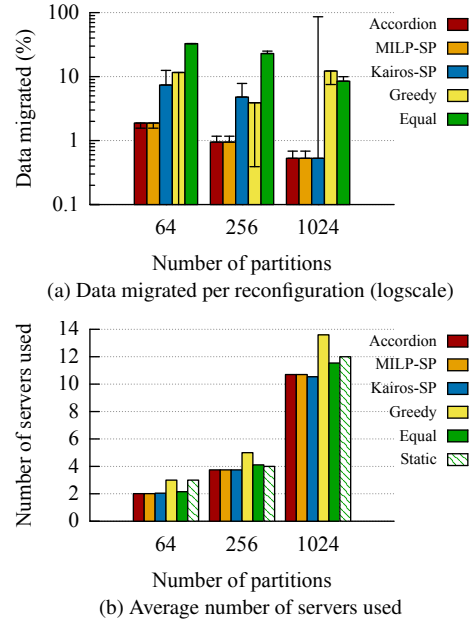 100
10
1
0.1
Data migrated (%)
Accordion
MILP-SP
Kairos-SP
Greedy
Equal
64 256 1024
Number of partitions
(a) Data migrated per reconfiguration (logscale)
14
12
10
8
6
4
2
0
Number of servers used
Accordion
MILP-SP
Kairos-SP
Greedy
Equal
Static
64 256 1024
Number of partitions
(b) Average number of servers used